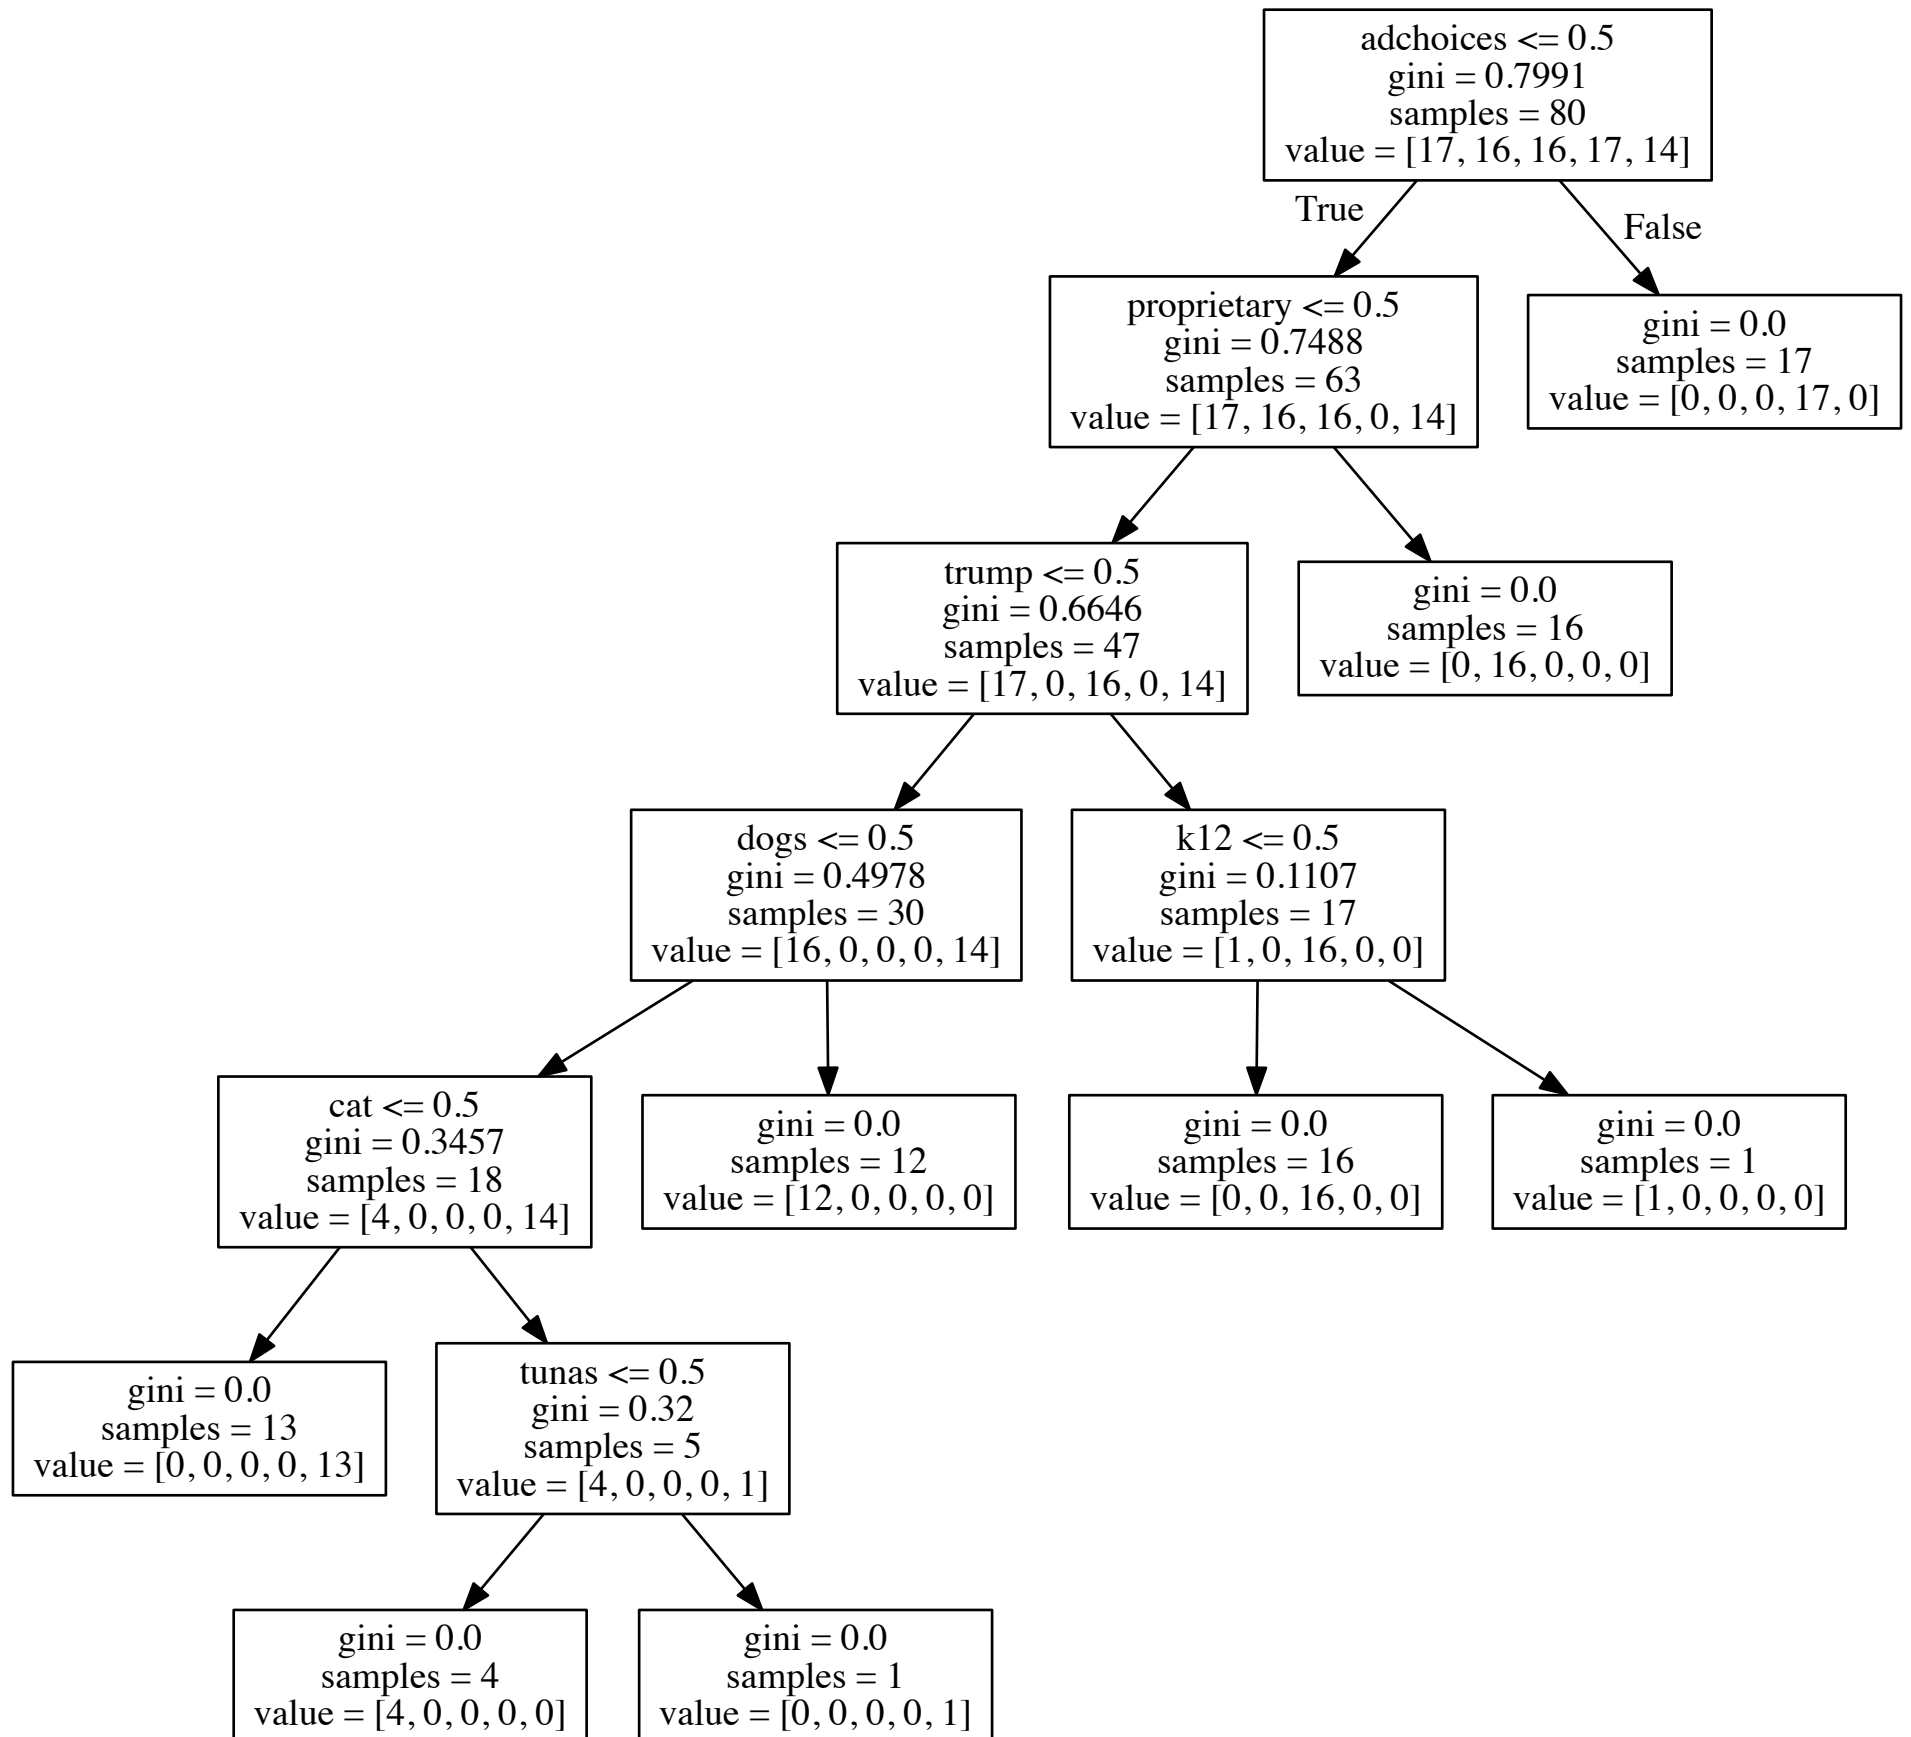 adchoices <= 0.5
gini = 0.7991
samples = 80
value = [17, 16, 16, 17, 14]
True
False
proprietary <= 0.5
gini = 0.7488
samples = 63
value = [17, 16, 16, 0, 14]
gini = 0.0
samples = 17
value = [0, 0, 0, 17, 0]
trump <= 0.5
gini = 0.6646
samples = 47
value = [17, 0, 16, 0, 14]
gini = 0.0
samples = 16
value = [0, 16, 0, 0, 0]
dogs <= 0.5
gini = 0.4978
samples = 30
value = [16, 0, 0, 0, 14]
k12 <= 0.5
gini = 0.1107
samples = 17
value = [1, 0, 16, 0, 0]
cat <= 0.5
gini = 0.3457
samples = 18
value = [4, 0, 0, 0, 14]
gini = 0.0
samples = 12
value = [12, 0, 0, 0, 0]
gini = 0.0
samples = 16
value = [0, 0, 16, 0, 0]
gini = 0.0
samples = 1
value = [1, 0, 0, 0, 0]
gini = 0.0
samples = 13
value = [0, 0, 0, 0, 13]
tunas <= 0.5
gini = 0.32
samples = 5
value = [4, 0, 0, 0, 1]
gini = 0.0
samples = 4
value = [4, 0, 0, 0, 0]
gini = 0.0
samples = 1
value = [0, 0, 0, 0, 1]